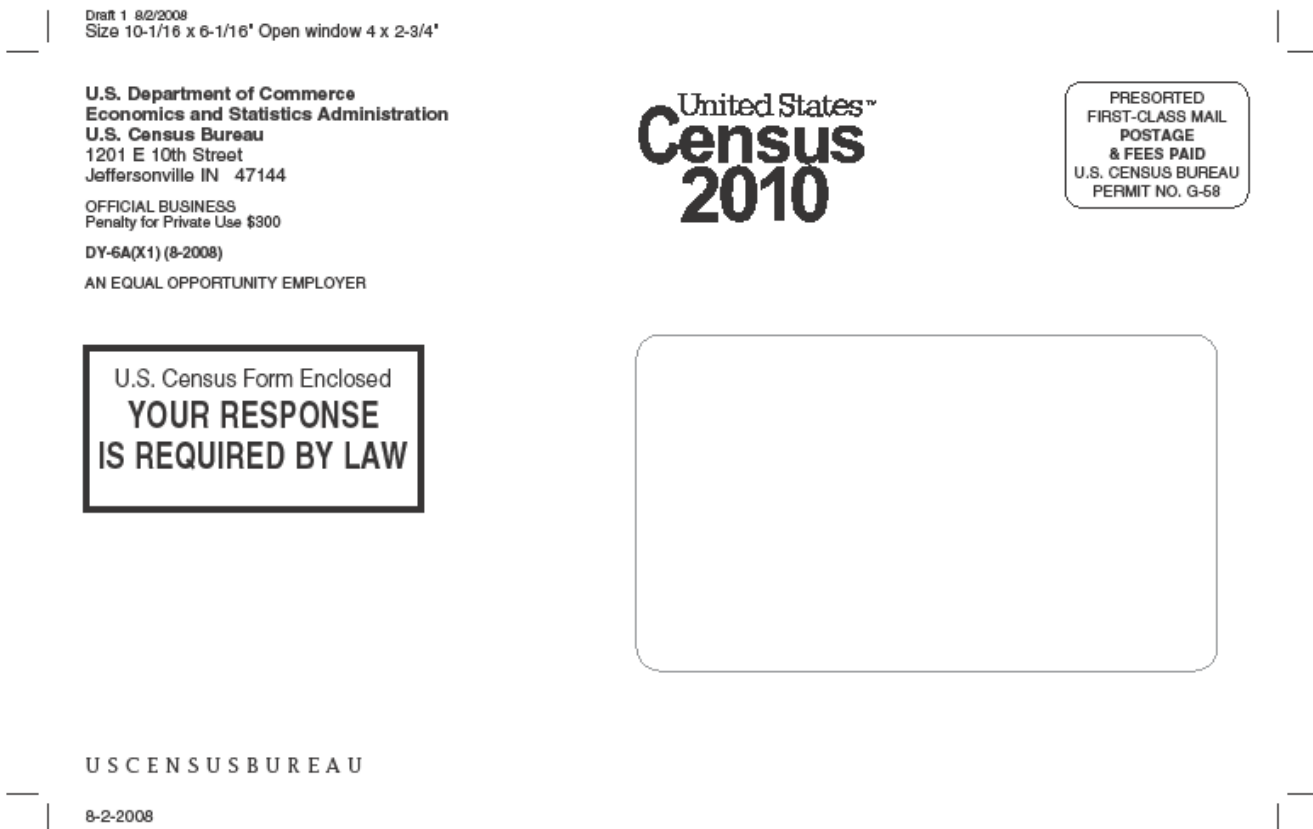 Draft 1 8/2/2008
Size 10-1/16 x 6-1/16" Open window 4 x 2-3/4"
U.S. Department of Commerce
Economics and Statistics Administration
U.S. Census Bureau
1201 E 10th Street
Jeffersonville IN 47144
OFFICIAL BUSINESS
Penalty for Private Use $300
DY-6A(X1) (8-2008)
AN EQUAL OPPORTUNITY EMPLOYER
United States™
Census
2010
PRESORTED
FIRST-CLASS MAIL
POSTAGE
& FEES PAID
U.S. CENSUS BUREAU
PERMIT NO. G-58
U.S. Census Form Enclosed
YOUR RESPONSE
IS REQUIRED BY LAW
USCENSUSBUREAU
8-2-2008